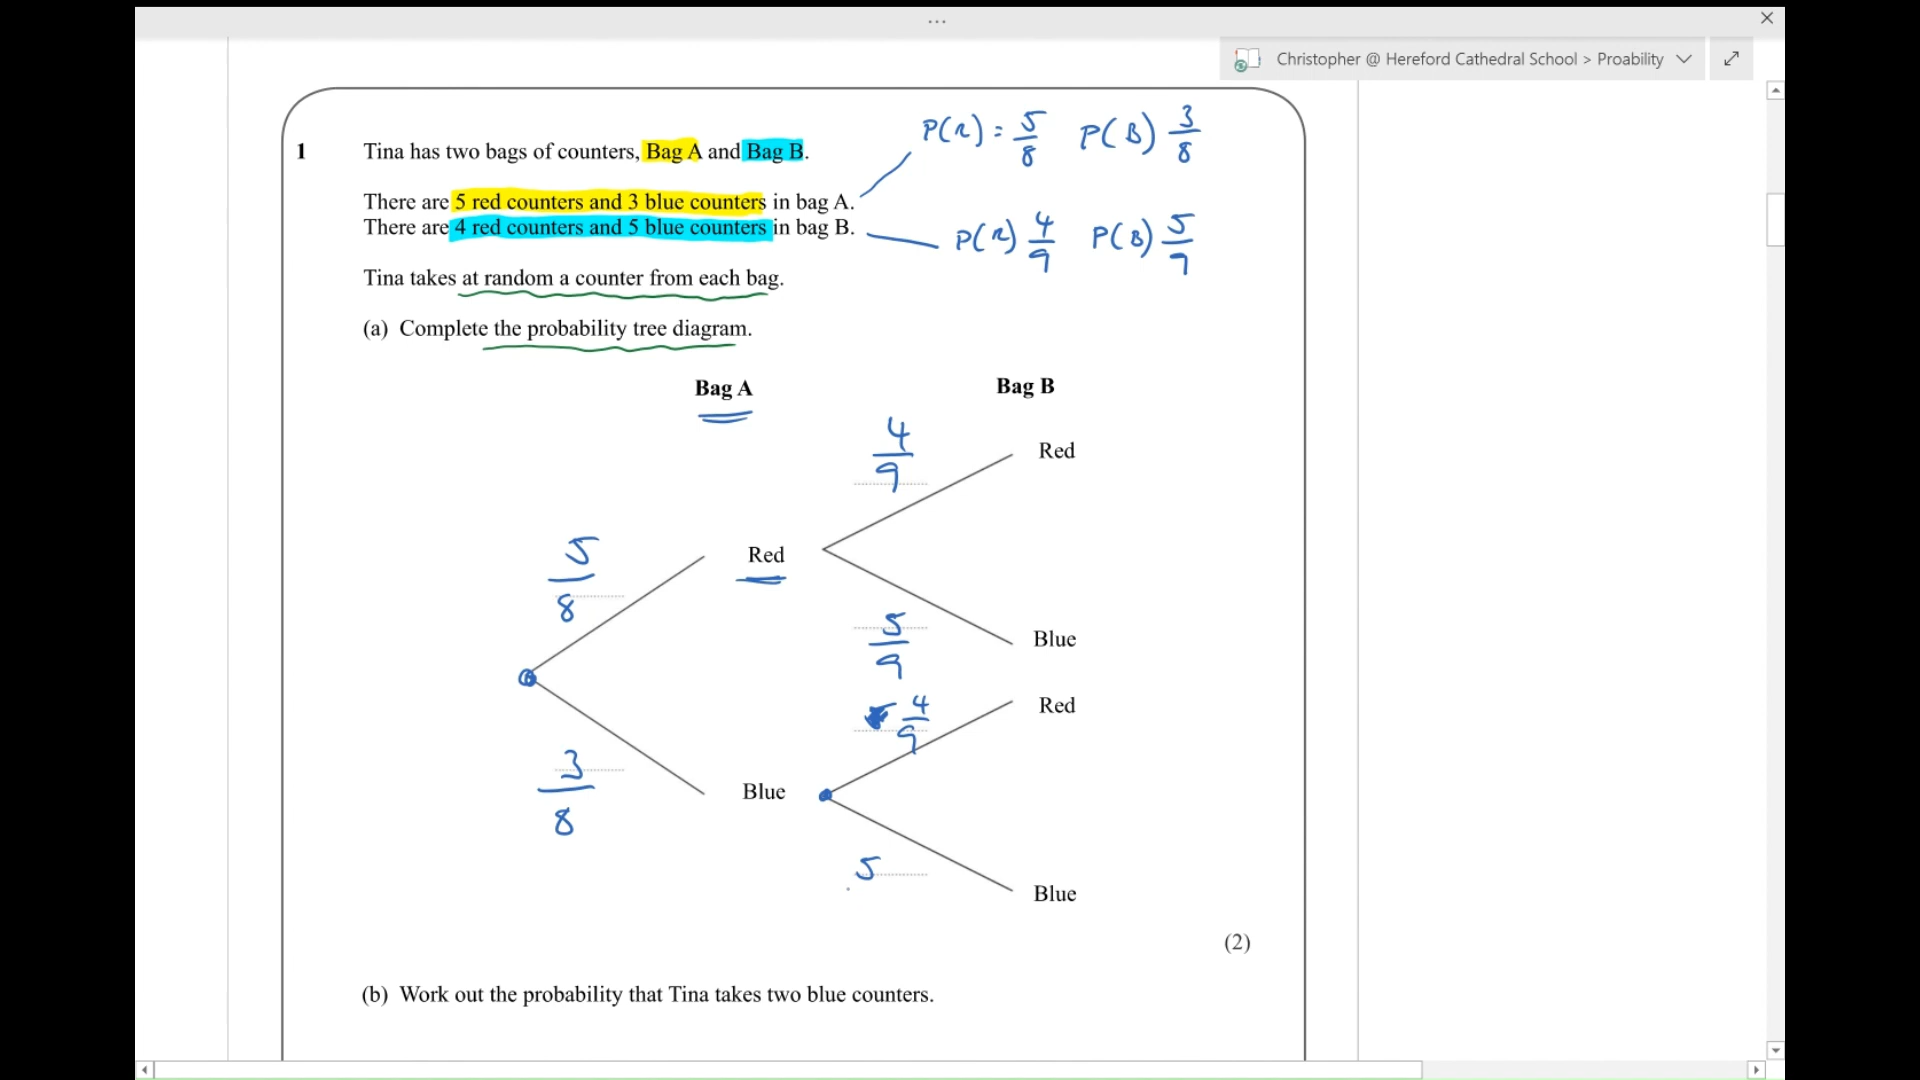 ...
Christopher @ Hereford Cathedral School > Proability
P(R) = 5/8 P(B) 3/8
1 Tina has two bags of counters, Bag A and Bag B.
There are 5 red counters and 3 blue counters in bag A.
There are 4 red counters and 5 blue counters in bag B.
P(R) 4/9 P(B) 5/9
Tina takes at random a counter from each bag.
(a) Complete the probability tree diagram.
Bag A Bag B
4/9
Red
5/8
Red
5/9
Blue
4/9
Red
3/8
Blue
5
Blue
(2)
(b) Work out the probability that Tina takes two blue counters.